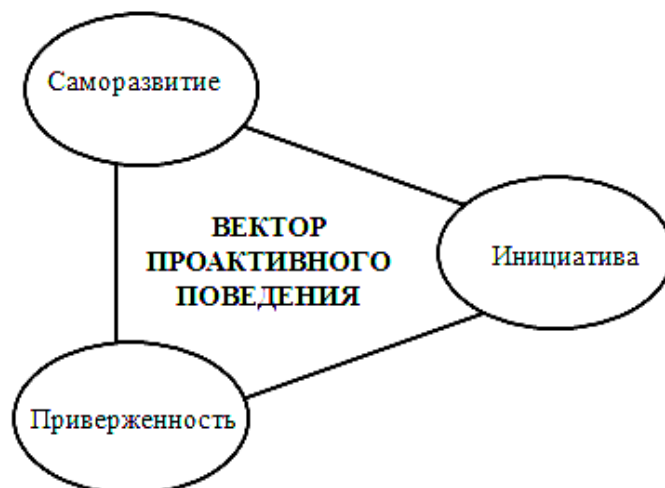 Саморазвитие
ВЕКТОР
ПРОАКТИВНОГО
ПОВЕДЕНИЯ
Инициатива
Приверженность